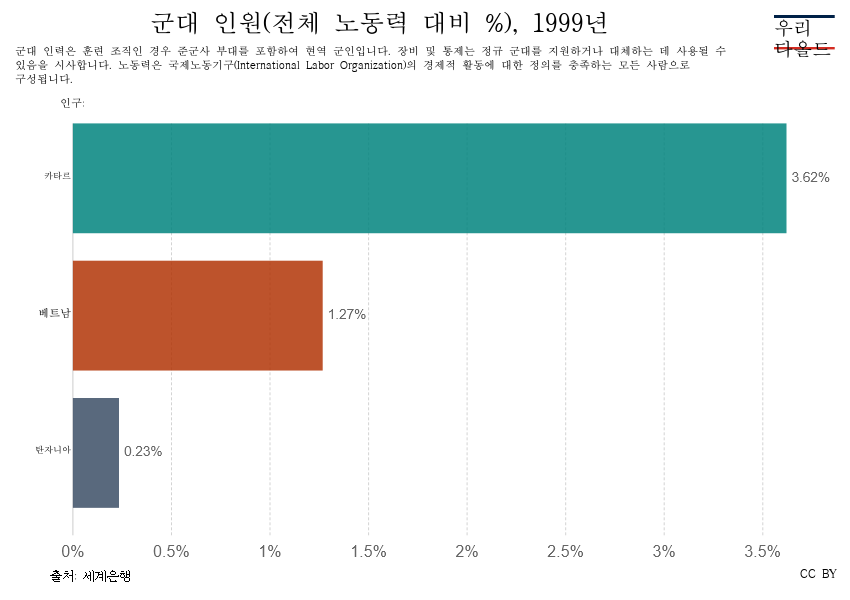 군대 인원(전체 노동력 대비 %), 1999년
우리
다올드
군대 인력은 훈련 조직인 경우 준군사 부대를 포함하여 현역 군인입니다. 장비 및 통제는 정규 군대를 지원하거나 대체하는 데 사용될 수
있음을 시사합니다. 노동력은 국제노동기구(International Labor Organization)의 경제적 활동에 대한 정의를 충족하는 모든 사람으로
구성됩니다.
인구:
카타르
3.62%
베트남
1.27%
탄자니아
0.23%
0%
0.5%
1%
1.5%
2%
2.5%
3%
3.5%
출처: 세계은행
CC BY